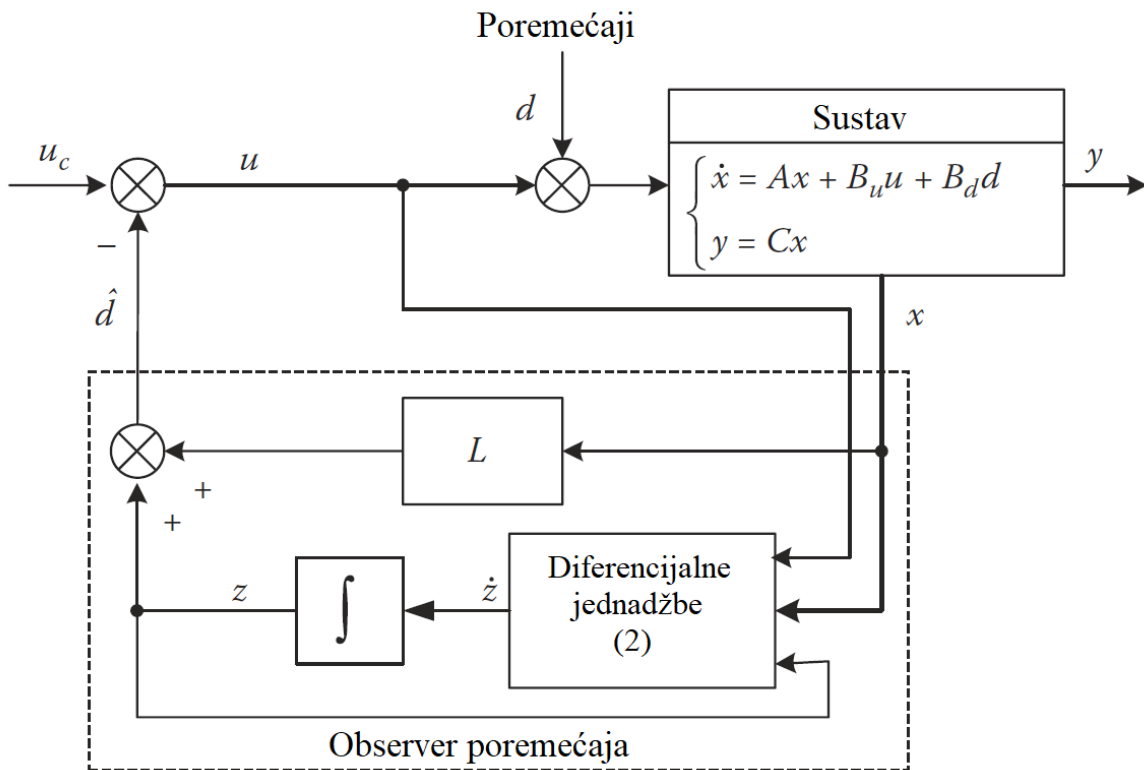 Poremećaji
d
Sustav
u_c
u
y
ẋ = Ax + B_u u + B_d d
y = Cx
−
d̂
x
L
+
+
Diferencijalne
jednadžbe
(2)
z
∫
ż
Observer poremećaja